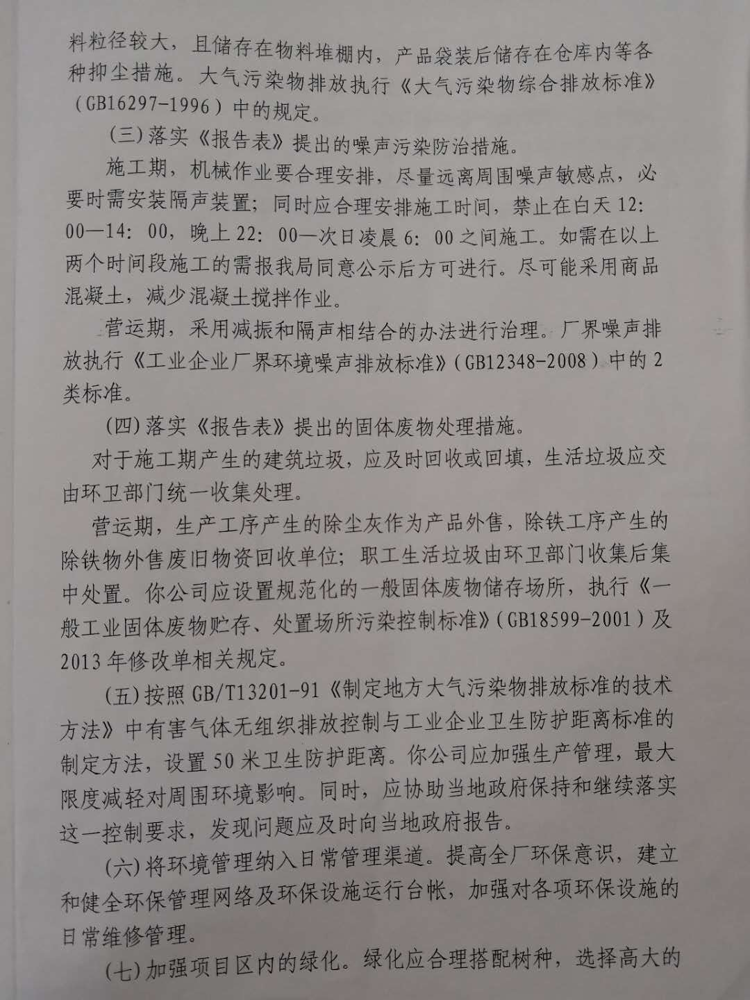 料粒径较大，且储存在物料堆棚内，产品袋装后储存在仓库内等各
种抑尘措施。大气污染物排放执行《大气污染物综合排放标准》
（GB16297-1996）中的规定。
(三)落实《报告表》提出的噪声污染防治措施。
施工期，机械作业要合理安排，尽量远离周围噪声敏感点，必
要时需安装隔声装置；同时应合理安排施工时间，禁止在白天12：
00—14：00，晚上22：00—次日凌晨6：00之间施工。如需在以上
两个时间段施工的需报我局同意公示后方可进行。尽可能采用商品
混凝土，减少混凝土搅拌作业。
营运期，采用减振和隔声相结合的办法进行治理。厂界噪声排
放执行《工业企业厂界环境噪声排放标准》（GB12348-2008）中的2
类标准。
(四)落实《报告表》提出的固体废物处理措施。
对于施工期产生的建筑垃圾，应及时回收或回填，生活垃圾应交
由环卫部门统一收集处理。
营运期，生产工序产生的除尘灰作为产品外售，除铁工序产生的
除铁物外售废旧物资回收单位；职工生活垃圾由环卫部门收集后集
中处置。你公司应设置规范化的一般固体废物储存场所，执行《一
般工业固体废物贮存、处置场所污染控制标准》（GB18599-2001）及
2013年修改单相关规定。
(五)按照GB/T13201-91《制定地方大气污染物排放标准的技术
方法》中有害气体无组织排放控制与工业企业卫生防护距离标准的
制定方法，设置50米卫生防护距离。你公司应加强生产管理，最大
限度减轻对周围环境影响。同时，应协助当地政府保持和继续落实
这一控制要求，发现问题应及时向当地政府报告。
(六)将环境管理纳入日常管理渠道。提高全厂环保意识，建立
和健全环保管理网络及环保设施运行台帐，加强对各项环保设施的
日常维修管理。
(七)加强项目区内的绿化。绿化应合理搭配树种，选择高大的